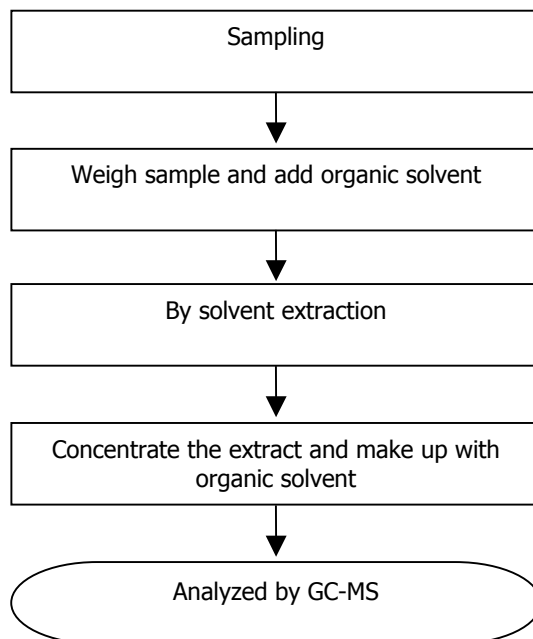 Sampling
Weigh sample and add organic solvent
By solvent extraction
Concentrate the extract and make up with
organic solvent
Analyzed by GC-MS